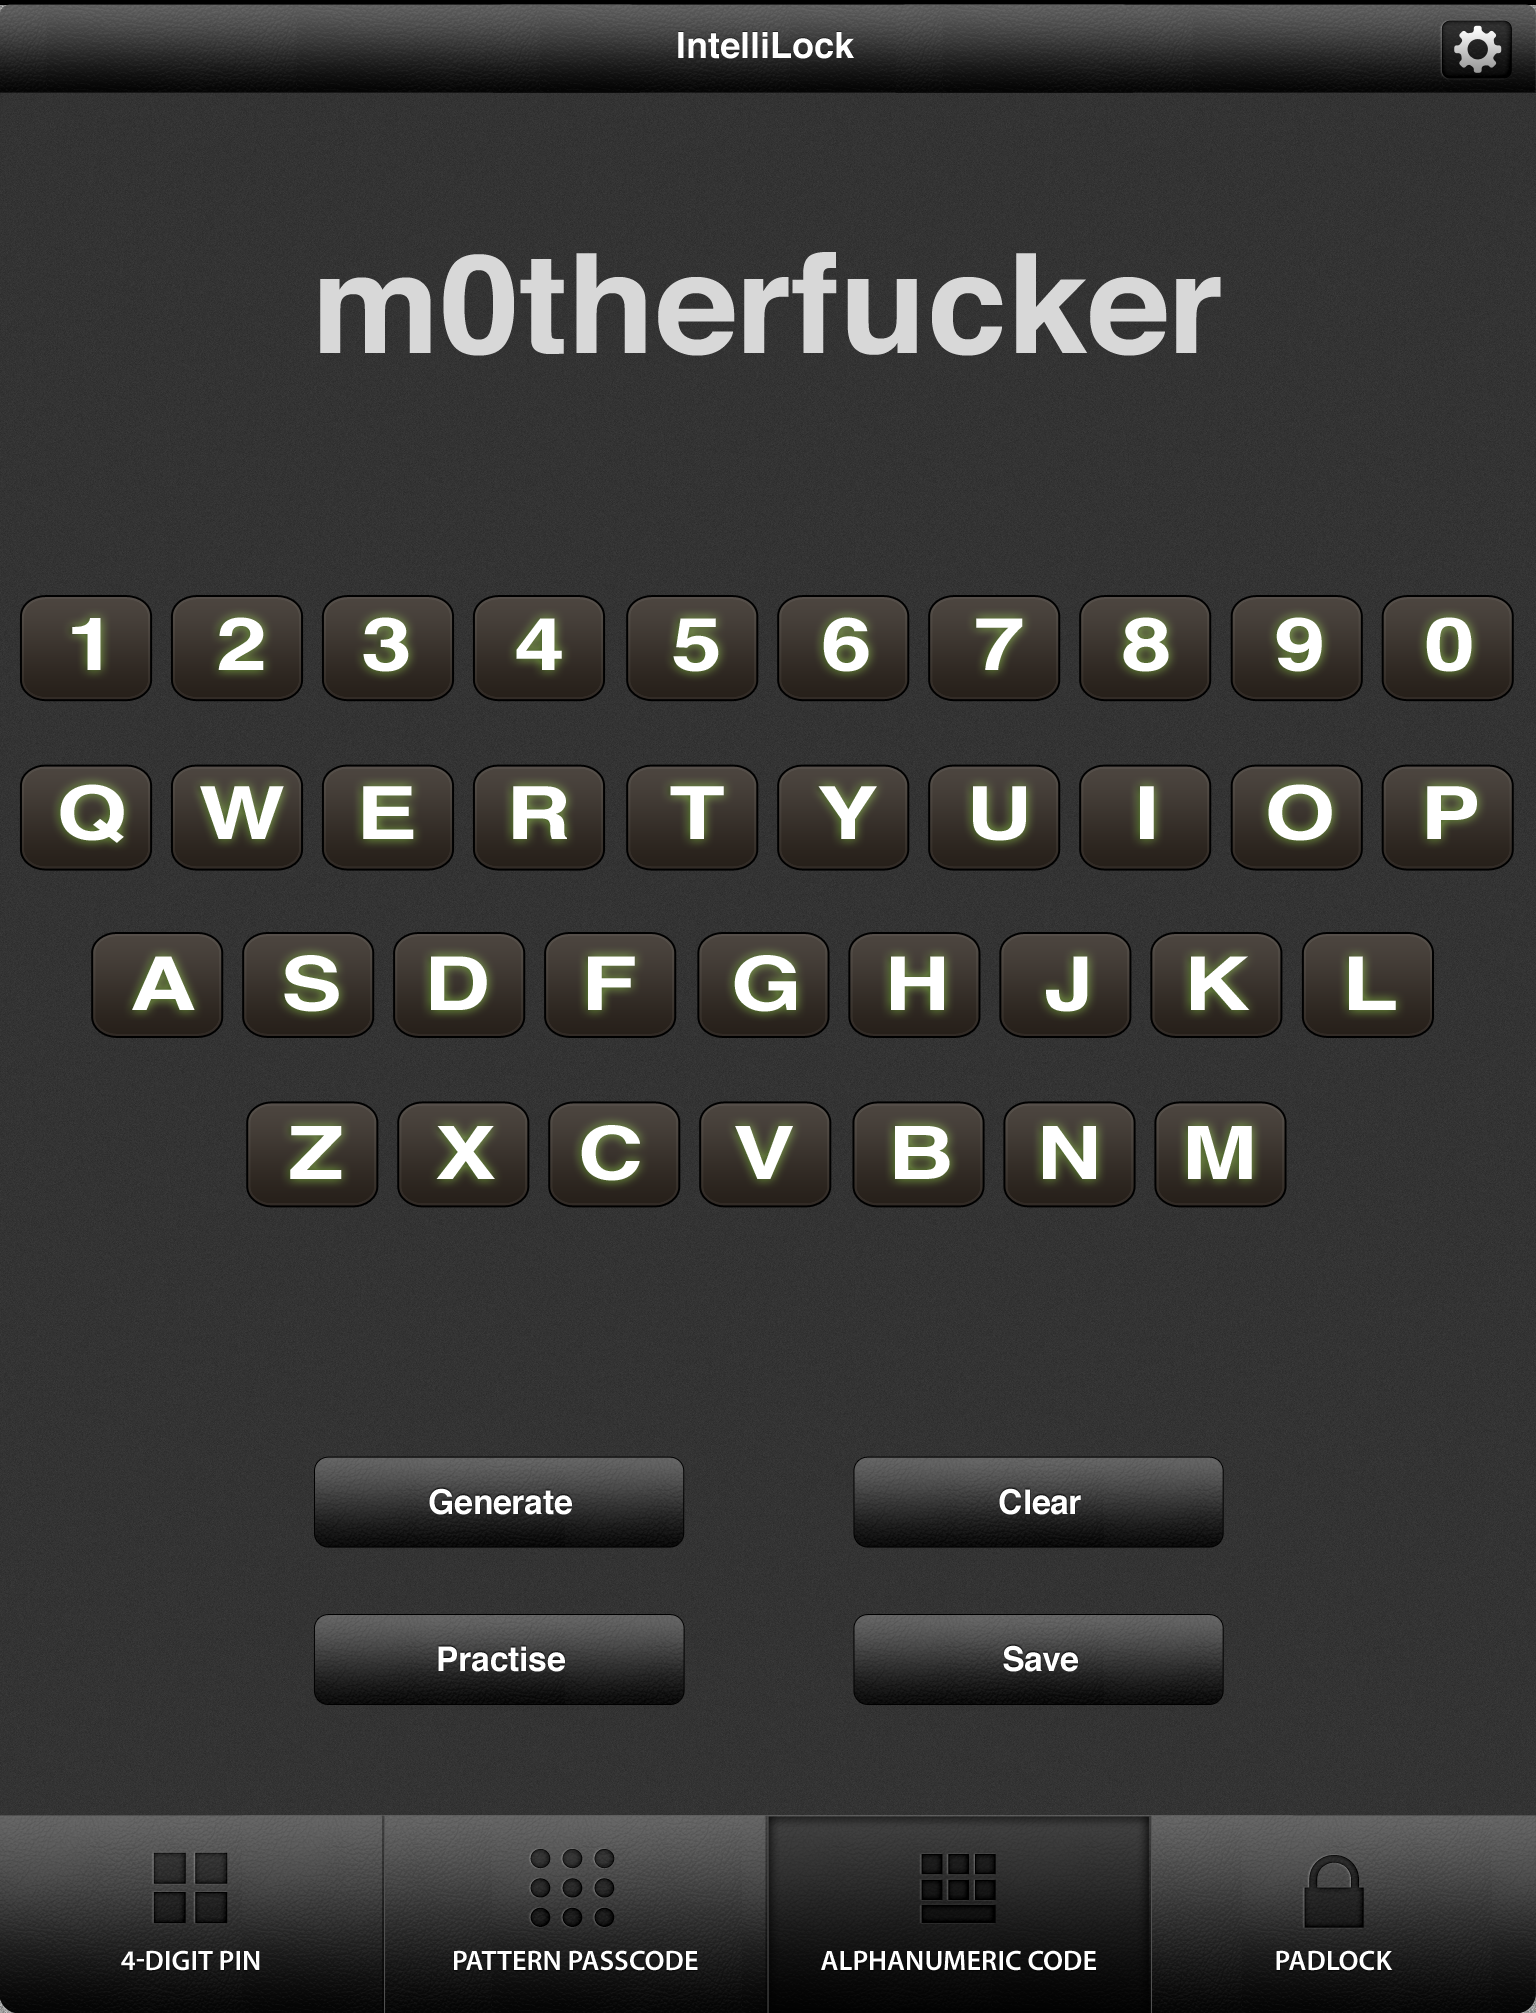 IntelliLock
m0therfucker
1 2 3 4 5 6 7 8 9 0
Q W E R T Y U I O P
A S D F G H J K L
Z X C V B N M
Generate Clear
Practise Save
4-DIGIT PIN PATTERN PASSCODE ALPHANUMERIC CODE PADLOCK